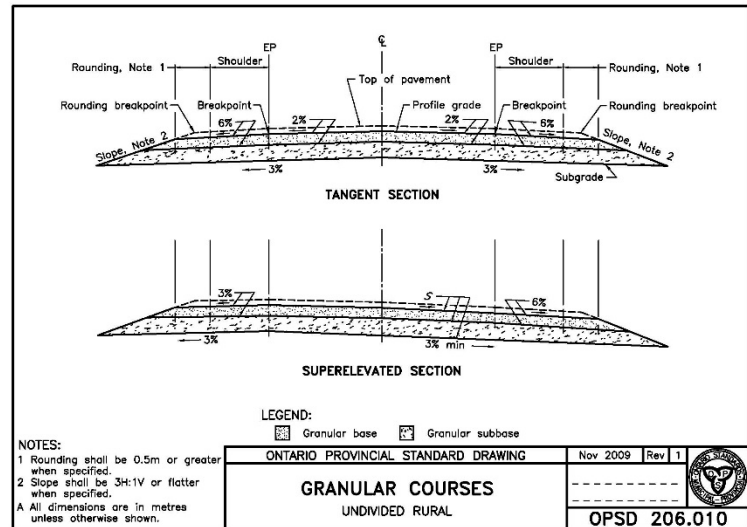 EP
℄
EP
Rounding, Note 1
Shoulder
Shoulder
Rounding, Note 1
Top of pavement
Rounding breakpoint
Breakpoint
Profile grade
Breakpoint
Rounding breakpoint
6%
2%
2%
6%
Slope, Note 2
Slope, Note 2
3%
3%
Subgrade
TANGENT SECTION
3%
S
6%
3%
3% min
SUPERELEVATED SECTION
LEGEND:
Granular base
Granular subbase
NOTES:
1 Rounding shall be 0.5m or greater
when specified.
2 Slope shall be 3H:1V or flatter
when specified.
A All dimensions are in metres
unless otherwise shown.
ONTARIO PROVINCIAL STANDARD DRAWING
Nov 2009
Rev
1
GRANULAR COURSES
UNDIVIDED RURAL
OPSD 206.010